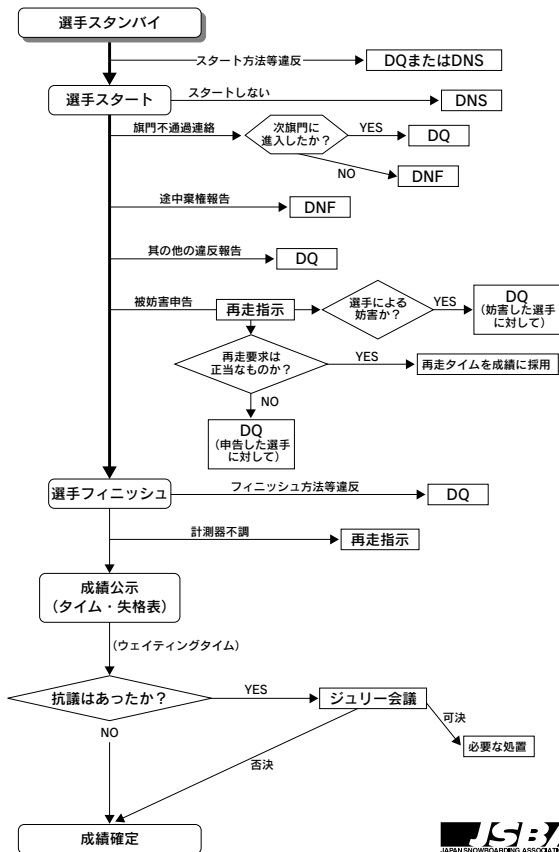 選手スタンバイ
スタート方法等違反
DQまたはDNS
選手スタート
スタートしない
DNS
旗門不通過連絡
次旗門に
進入したか？
YES
DQ
NO
DNF
途中棄権報告
DNF
其の他の違反報告
DQ
被妨害申告
再走指示
選手による
妨害か？
YES
DQ
(妨害した選手
に対して)
再走要求は
正当なものか？
YES
再走タイムを成績に採用
NO
DQ
(申告した選手
に対して)
選手フィニッシュ
フィニッシュ方法等違反
DQ
計測器不調
再走指示
成績公示
(タイム・失格表)
(ウェイティングタイム)
抗議はあったか？
YES
ジュリー会議
可決
必要な処置
NO
否決
成績確定
JSBA
JAPAN SNOWBOARDING ASSOCIATI